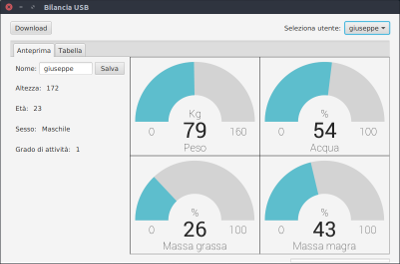 Bilancia USB
Download
Seleziona utente: giuseppe
Anteprima Tabella
Nome: giuseppe Salva
Altezza: 172
Età: 23
Sesso: Maschile
Grado di attività: 1
Kg
79
0 160
Peso
%
54
0 100
Acqua
%
26
0 100
Massa grassa
%
43
0 100
Massa magra